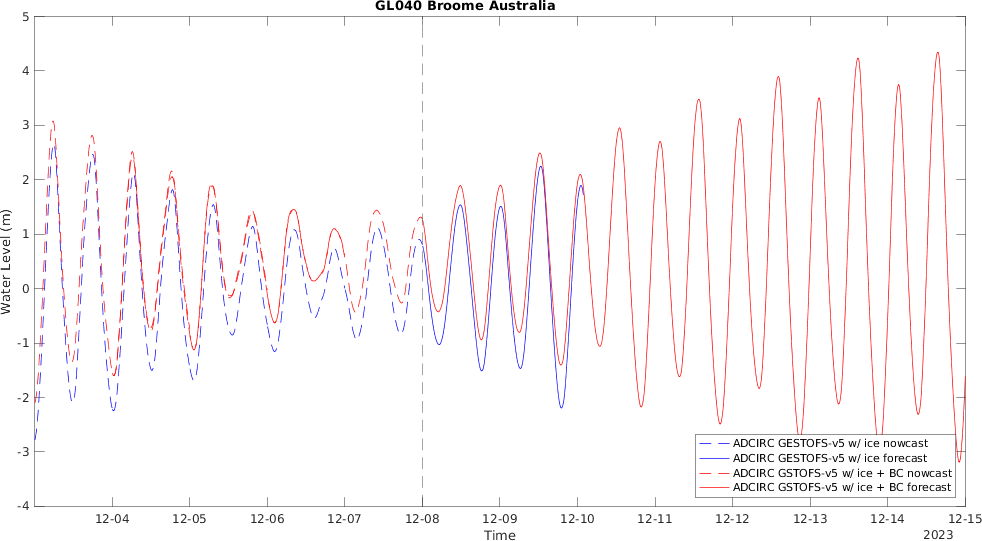 GL040 Broome Australia
5
4
3
2
1
0
-1
-2
-3
-4
Water Level (m)
ADCIRC GESTOFS-v5 w/ ice nowcast
ADCIRC GESTOFS-v5 w/ ice forecast
ADCIRC GSTOFS-v5 w/ ice + BC nowcast
ADCIRC GSTOFS-v5 w/ ice + BC forecast
12-04 12-05 12-06 12-07 12-08 12-09 12-10 12-11 12-12 12-13 12-14 12-15
Time
2023